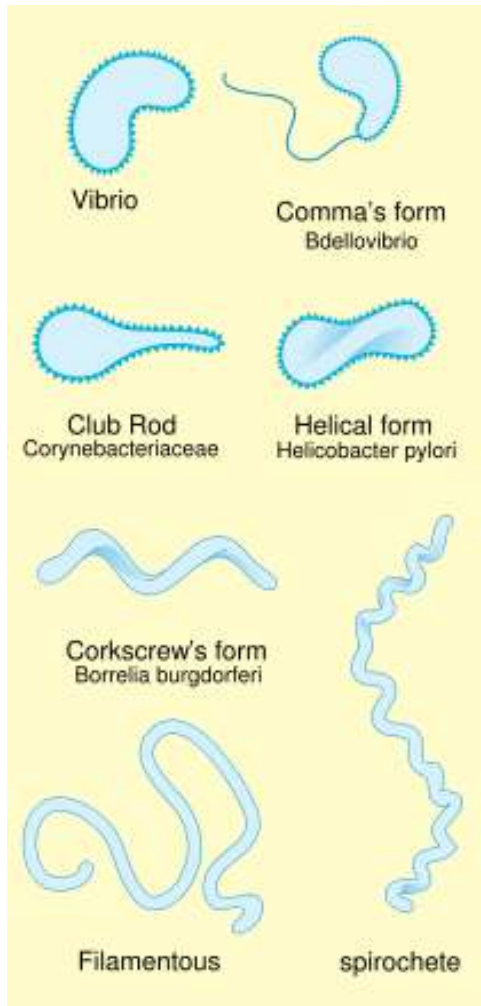 Vibrio
Comma's form
Bdellovibrio
Club Rod
Corynebacteriaceae
Helical form
Helicobacter pylori
Corkscrew's form
Borrelia burgdorferi
Filamentous
spirochete